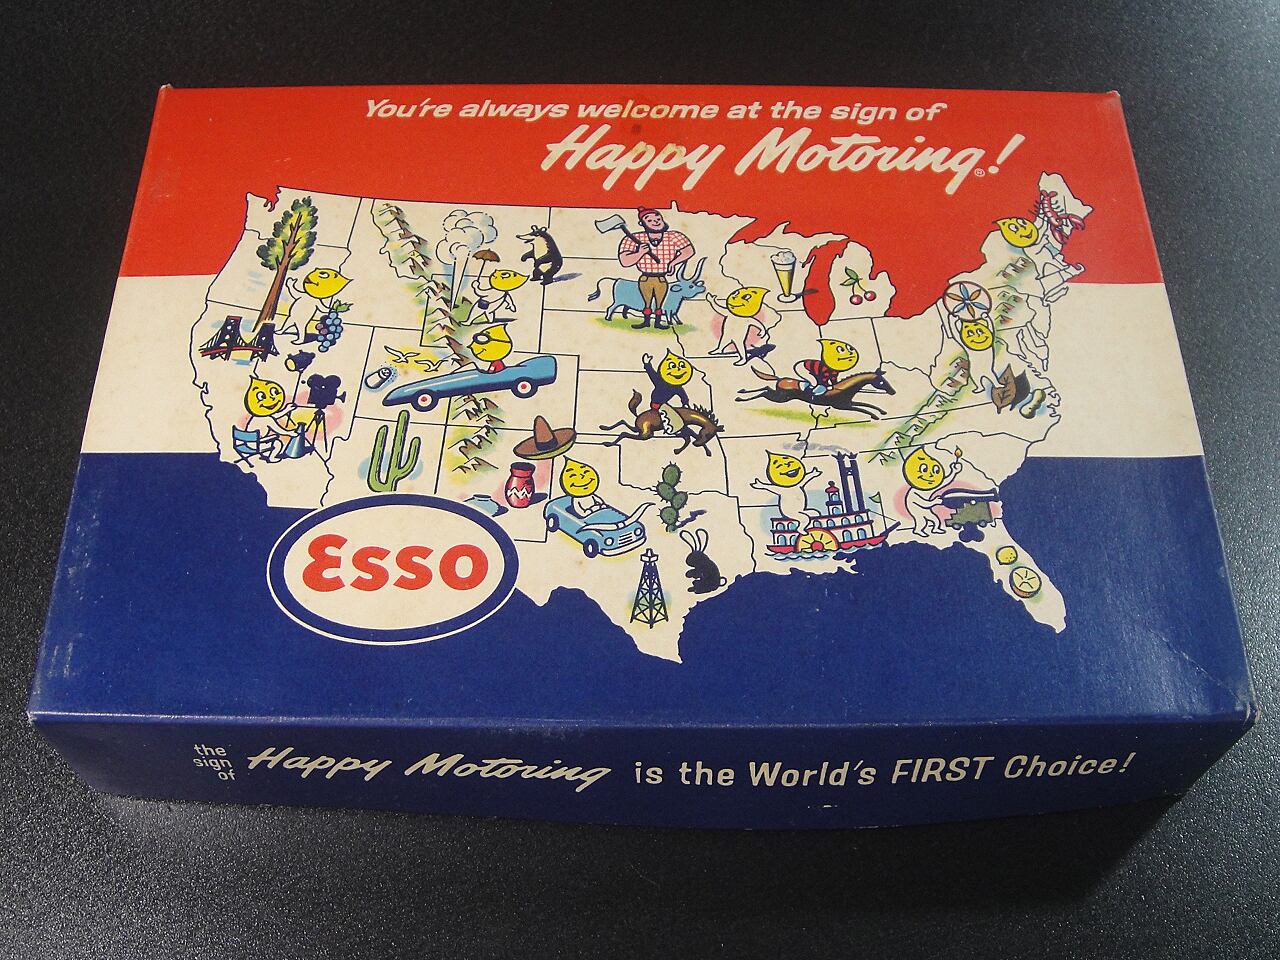 You're always welcome at the sign of
Happy Motoring!®
Esso
the
sign
of
Happy Motoring is the World's FIRST Choice!